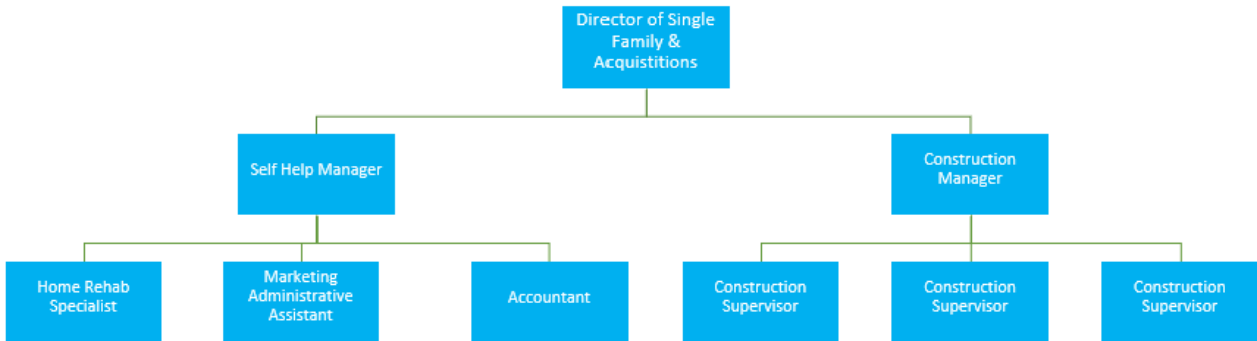 Director of Single
Family &
Acquistitions
Self Help Manager
Construction
Manager
Home Rehab
Specialist
Marketing
Administrative
Assistant
Accountant
Construction
Supervisor
Construction
Supervisor
Construction
Supervisor